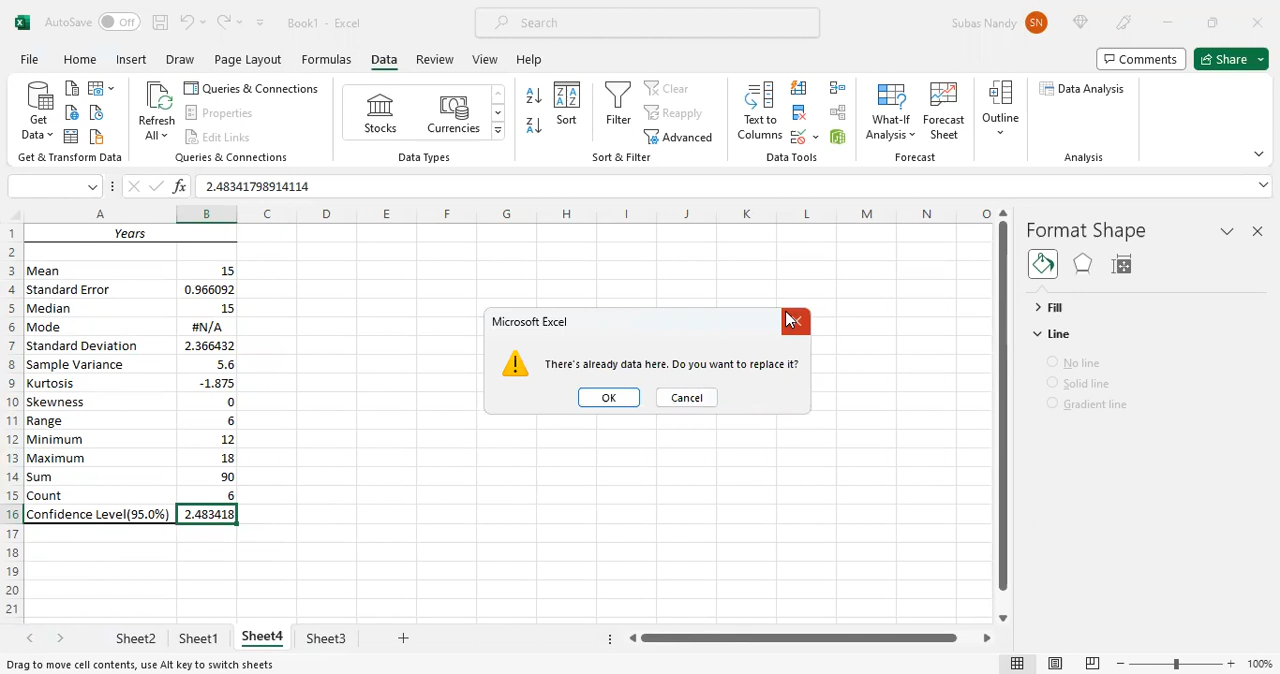 AutoSave Off Book1 - Excel Search Subas Nandy SN
File Home Insert Draw Page Layout Formulas Data Review View Help Comments Share
Get Data Refresh All Queries & Connections Properties Edit Links Stocks Currencies Sort Filter Clear Reapply Advanced Text to Columns What-If Analysis Forecast Sheet Outline Data Analysis
Get & Transform Data Queries & Connections Data Types Sort & Filter Data Tools Forecast Analysis
fx 2.48341798914114
A B C D E F G H I J K L M N O
1 Years
2
3 Mean 15
4 Standard Error 0.966092
5 Median 15
6 Mode #N/A
7 Standard Deviation 2.366432
8 Sample Variance 5.6
9 Kurtosis -1.875
10 Skewness 0
11 Range 6
12 Minimum 12
13 Maximum 18
14 Sum 90
15 Count 6
16 Confidence Level(95.0%) 2.483418
17
18
19
20
21
Microsoft Excel
There's already data here. Do you want to replace it?
OK Cancel
Format Shape
Fill
Line
No line
Solid line
Gradient line
Sheet2 Sheet1 Sheet4 Sheet3
Drag to move cell contents, use Alt key to switch sheets 100%